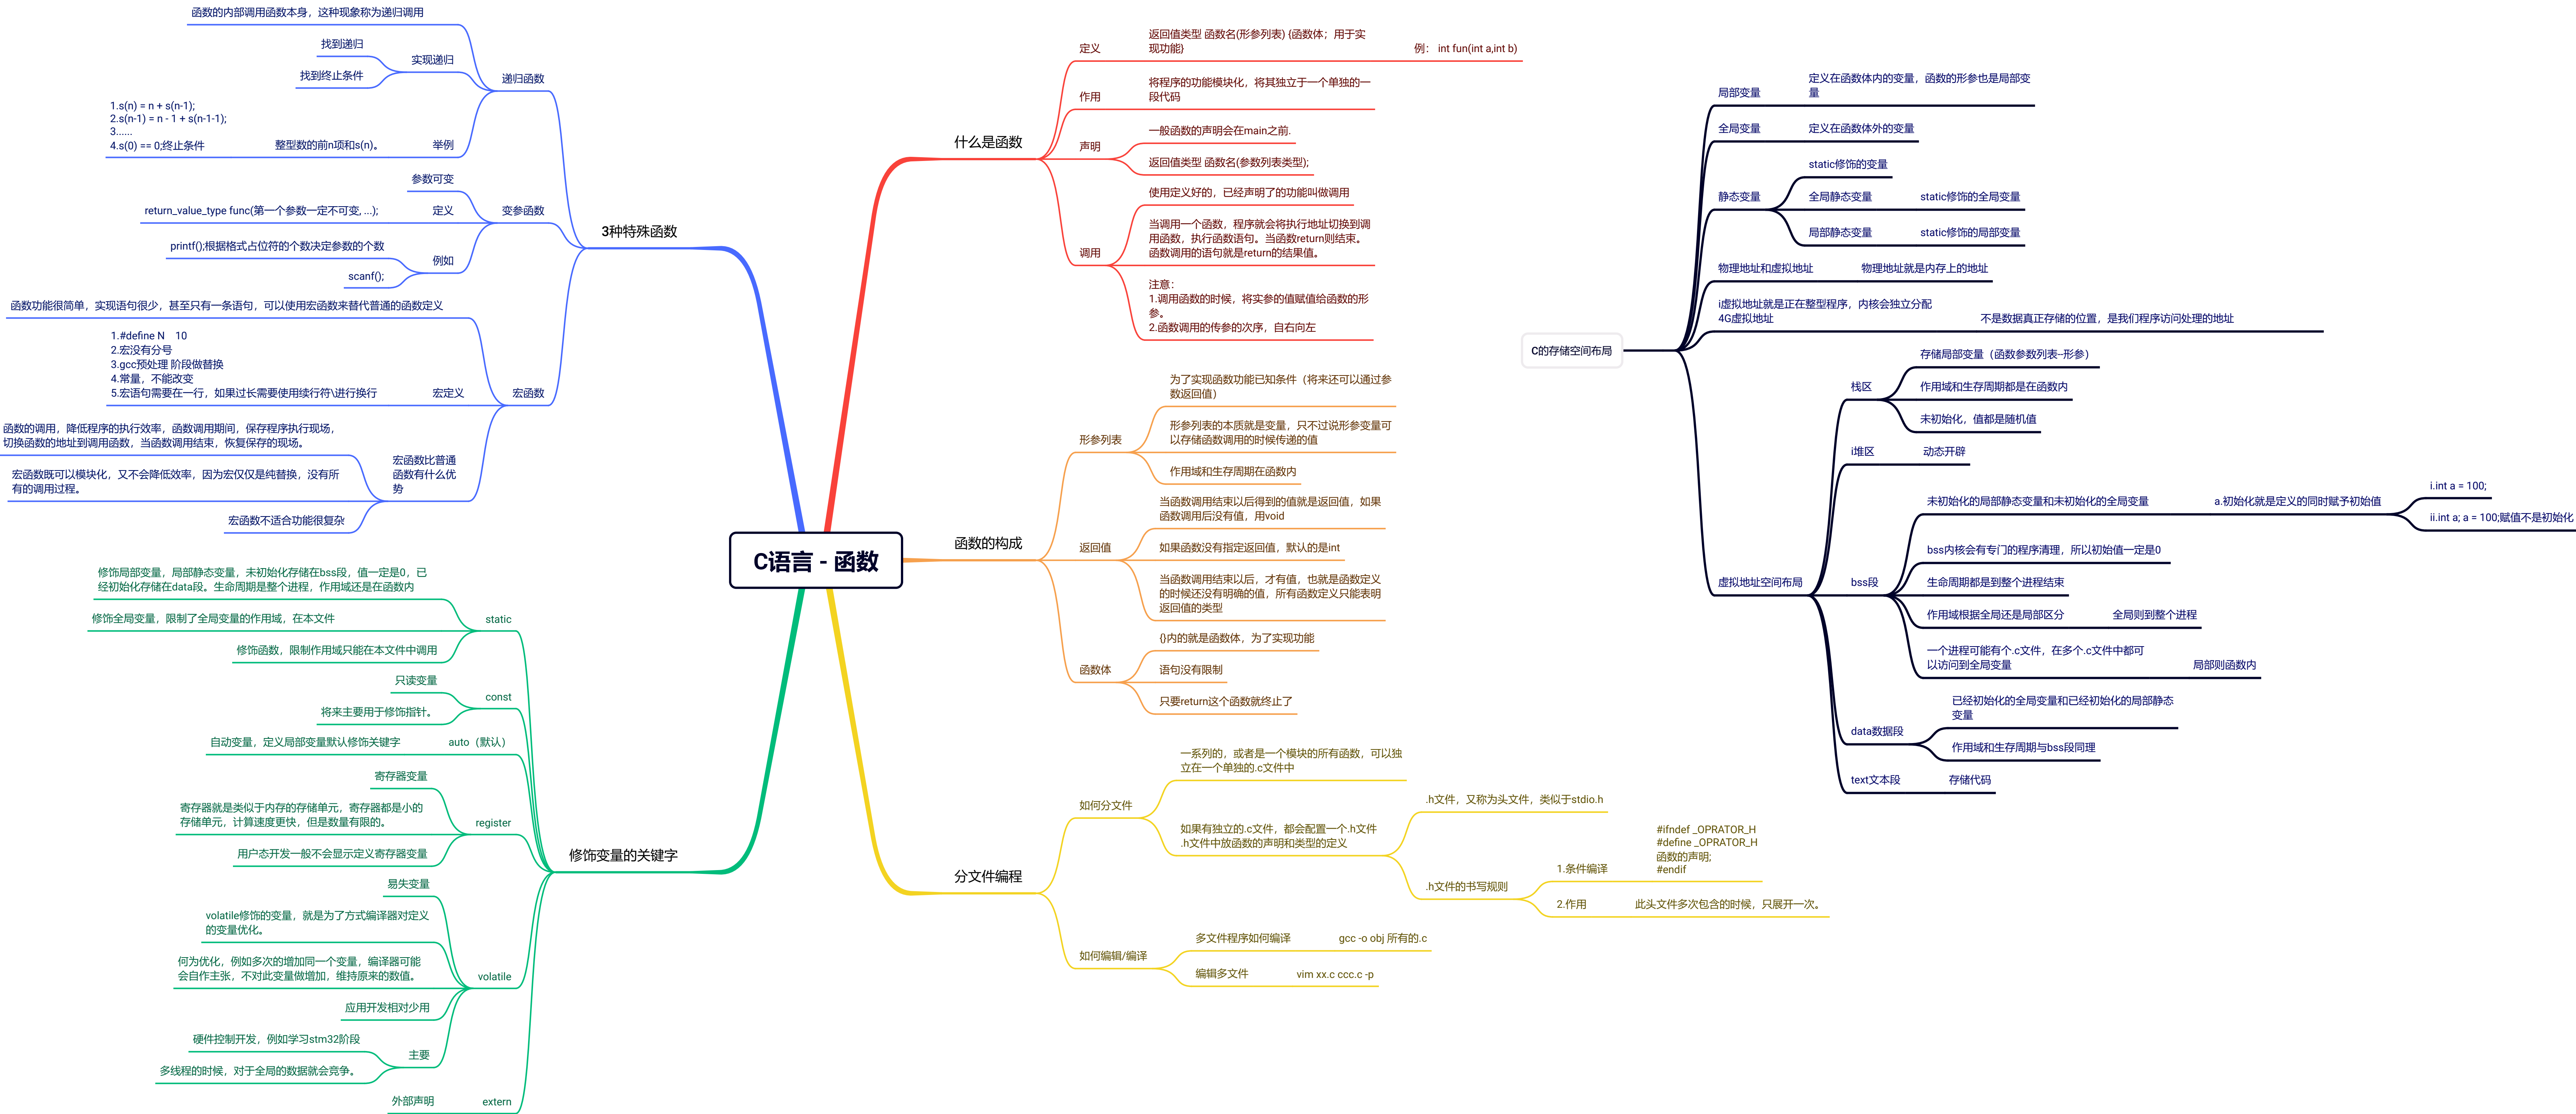 C语言 - 函数
什么是函数
定义
返回值类型 函数名(形参列表) {函数体；用于实
现功能}
例： int fun(int a,int b)
作用
将程序的功能模块化，将其独立于一个单独的一
段代码
声明
一般函数的声明会在main之前.
返回值类型 函数名(参数列表类型);
调用
使用定义好的，已经声明了的功能叫做调用
当调用一个函数，程序就会将执行地址切换到调
用函数，执行函数语句。当函数return则结束。
函数调用的语句就是return的结果值。
注意：
1.调用函数的时候，将实参的值赋值给函数的形
参。
2.函数调用的传参的次序，自右向左
函数的构成
形参列表
为了实现函数功能已知条件（将来还可以通过参
数返回值）
形参列表的本质就是变量，只不过说形参变量可
以存储函数调用的时候传递的值
作用域和生存周期在函数内
返回值
当函数调用结束以后得到的值就是返回值，如果
函数调用后没有值，用void
如果函数没有指定返回值，默认的是int
当函数调用结束以后，才有值，也就是函数定义
的时候还没有明确的值，所有函数定义只能表明
返回值的类型
函数体
{}内的就是函数体，为了实现功能
语句没有限制
只要return这个函数就终止了
分文件编程
如何分文件
一系列的，或者是一个模块的所有函数，可以独
立在一个单独的.c文件中
如果有独立的.c文件，都会配置一个.h文件
.h文件中放函数的声明和类型的定义
.h文件，又称为头文件，类似于stdio.h
.h文件的书写规则
1.条件编译
#ifndef _OPRATOR_H
#define _OPRATOR_H
函数的声明;
#endif
2.作用
此头文件多次包含的时候，只展开一次。
如何编辑/编译
多文件程序如何编译
gcc -o obj 所有的.c
编辑多文件
vim xx.c ccc.c -p
3种特殊函数
递归函数
函数的内部调用函数本身，这种现象称为递归调用
实现递归
找到递归
找到终止条件
举例
整型数的前n项和s(n)。
1.s(n) = n + s(n-1);
2.s(n-1) = n - 1 + s(n-1-1);
3......
4.s(0) == 0;终止条件
变参函数
参数可变
定义
return_value_type func(第一个参数一定不可变, ...);
例如
printf();根据格式占位符的个数决定参数的个数
scanf();
宏函数
函数功能很简单，实现语句很少，甚至只有一条语句，可以使用宏函数来替代普通的函数定义
宏定义
1.#define N    10
2.宏没有分号
3.gcc预处理 阶段做替换
4.常量，不能改变
5.宏语句需要在一行，如果过长需要使用续行符\进行换行
宏函数比普通
函数有什么优
势
函数的调用，降低程序的执行效率，函数调用期间，保存程序执行现场，
切换函数的地址到调用函数，当函数调用结束，恢复保存的现场。
宏函数既可以模块化，又不会降低效率，因为宏仅仅是纯替换，没有所
有的调用过程。
宏函数不适合功能很复杂
修饰变量的关键字
static
修饰局部变量，局部静态变量，未初始化存储在bss段，值一定是0，已
经初始化存储在data段。生命周期是整个进程，作用域还是在函数内
修饰全局变量，限制了全局变量的作用域，在本文件
修饰函数，限制作用域只能在本文件中调用
const
只读变量
将来主要用于修饰指针。
auto（默认）
自动变量，定义局部变量默认修饰关键字
register
寄存器变量
寄存器就是类似于内存的存储单元，寄存器都是小的
存储单元，计算速度更快，但是数量有限的。
用户态开发一般不会显示定义寄存器变量
volatile
易失变量
volatile修饰的变量，就是为了方式编译器对定义
的变量优化。
何为优化，例如多次的增加同一个变量，编译器可能
会自作主张，不对此变量做增加，维持原来的数值。
应用开发相对少用
主要
硬件控制开发，例如学习stm32阶段
多线程的时候，对于全局的数据就会竞争。
extern
外部声明
C的存储空间布局
局部变量
定义在函数体内的变量，函数的形参也是局部变
量
全局变量
定义在函数体外的变量
静态变量
static修饰的变量
全局静态变量
static修饰的全局变量
局部静态变量
static修饰的局部变量
物理地址和虚拟地址
物理地址就是内存上的地址
i虚拟地址就是正在整型程序，内核会独立分配
4G虚拟地址
不是数据真正存储的位置，是我们程序访问处理的地址
虚拟地址空间布局
栈区
存储局部变量（函数参数列表--形参）
作用域和生存周期都是在函数内
未初始化，值都是随机值
i堆区
动态开辟
bss段
未初始化的局部静态变量和未初始化的全局变量
a.初始化就是定义的同时赋予初始值
i.int a = 100;
ii.int a; a = 100;赋值不是初始化
bss内核会有专门的程序清理，所以初始值一定是0
生命周期都是到整个进程结束
作用域根据全局还是局部区分
全局则到整个进程
一个进程可能有个.c文件，在多个.c文件中都可
以访问到全局变量
局部则函数内
data数据段
已经初始化的全局变量和已经初始化的局部静态
变量
作用域和生存周期与bss段同理
text文本段
存储代码